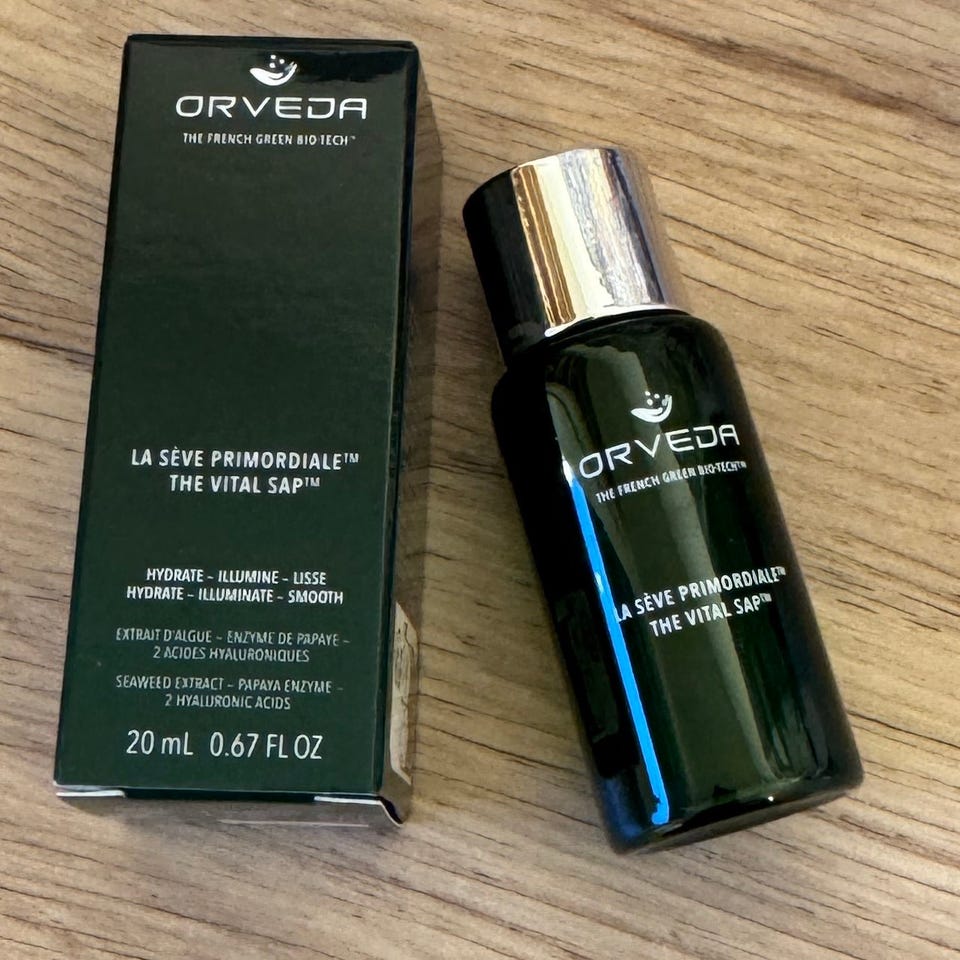 ORVEDA
THE FRENCH GREEN BIO·TECH™
LA SÈVE PRIMORDIALE™
THE VITAL SAP™
HYDRATE – ILLUMINE – LISSE
HYDRATE – ILLUMINATE – SMOOTH
EXTRAIT D'ALGUE – ENZYME DE PAPAYE –
2 ACIDES HYALURONIQUES
SEAWEED EXTRACT – PAPAYA ENZYME –
2 HYALURONIC ACIDS
20 mL 0.67 FL OZ
ORVEDA
THE FRENCH GREEN BIO·TECH™
LA SÈVE PRIMORDIALE™
THE VITAL SAP™